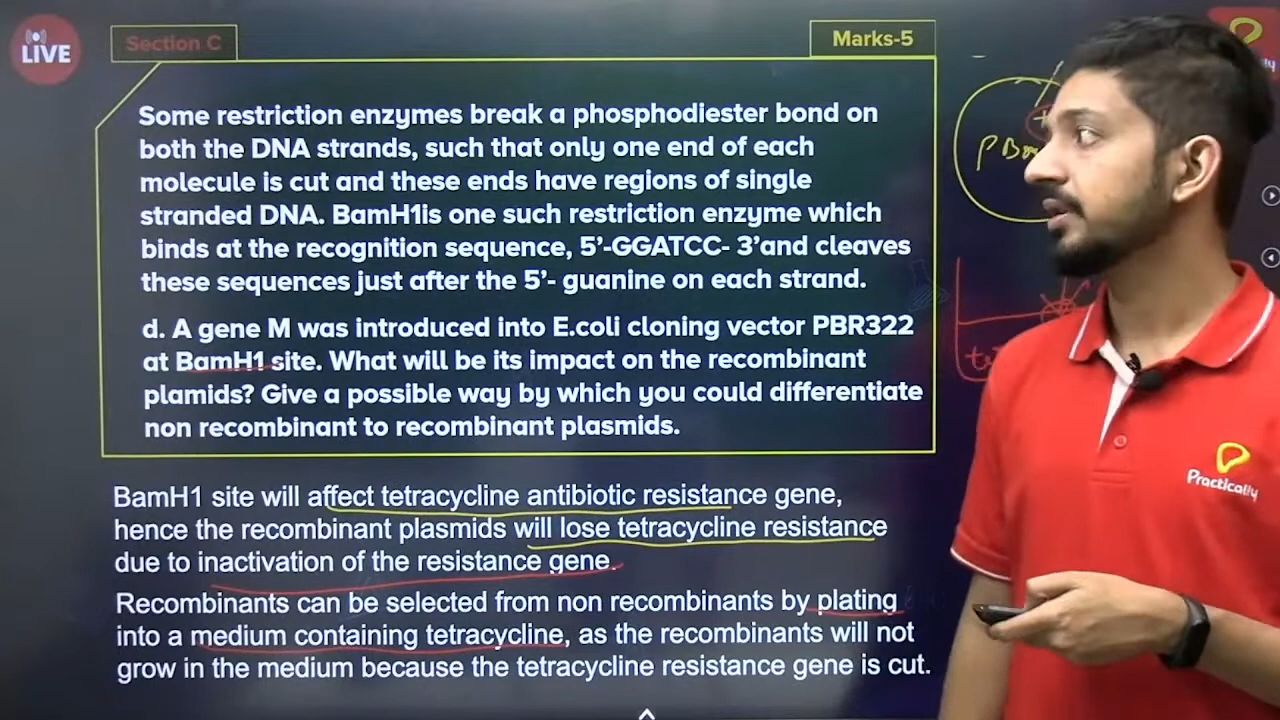 LIVE
Section C
Marks-5
Some restriction enzymes break a phosphodiester bond on
both the DNA strands, such that only one end of each
molecule is cut and these ends have regions of single
stranded DNA. BamH1is one such restriction enzyme which
binds at the recognition sequence, 5’-GGATCC- 3’and cleaves
these sequences just after the 5’- guanine on each strand.
d. A gene M was introduced into E.coli cloning vector PBR322
at BamH1 site. What will be its impact on the recombinant
plamids? Give a possible way by which you could differentiate
non recombinant to recombinant plasmids.
BamH1 site will affect tetracycline antibiotic resistance gene,
hence the recombinant plasmids will lose tetracycline resistance
due to inactivation of the resistance gene.
Recombinants can be selected from non recombinants by plating
into a medium containing tetracycline, as the recombinants will not
grow in the medium because the tetracycline resistance gene is cut.
Practically